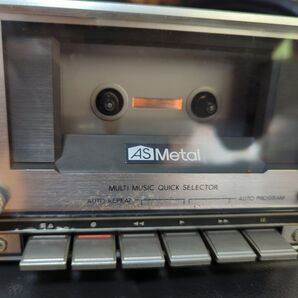 AS Metal
MULTI MUSIC QUICK SELECTOR
AUTO REPEAT AUTO PROGRAM